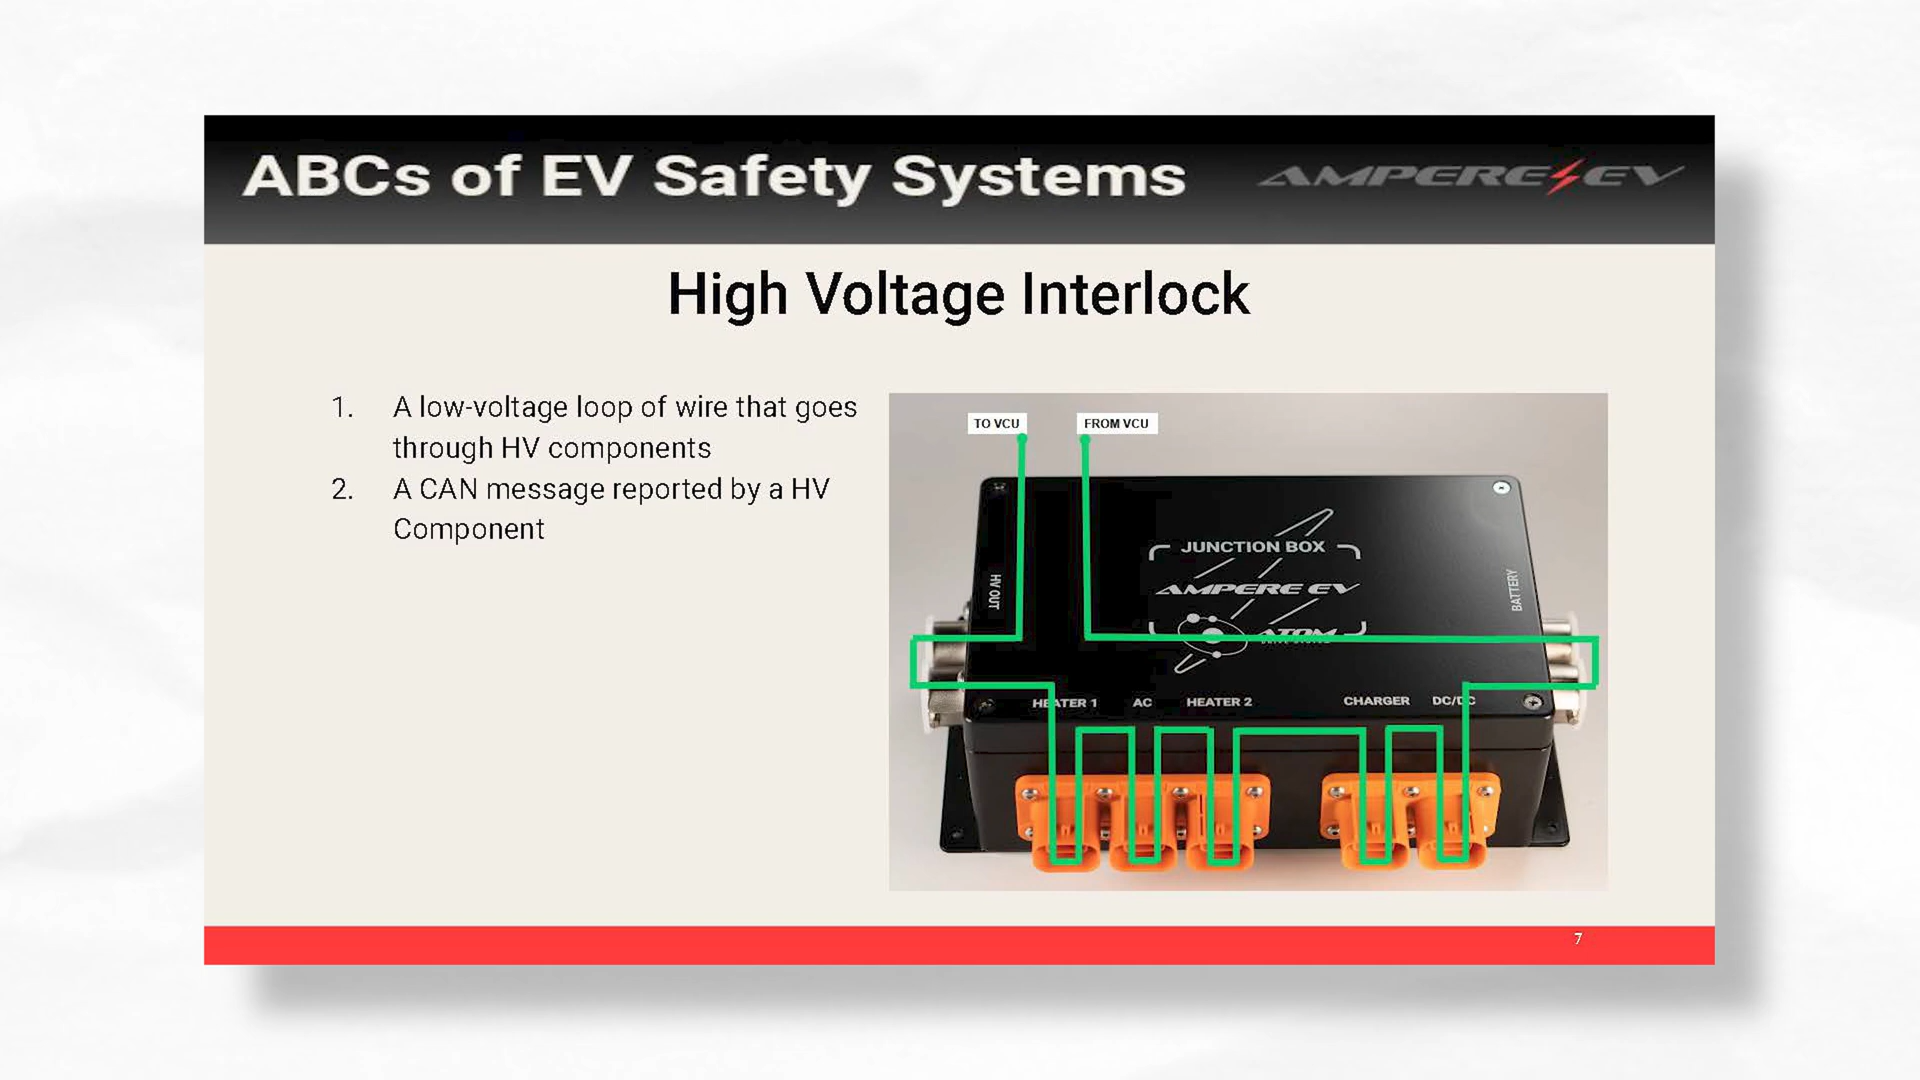 ABCs of EV Safety Systems
AMPERE EV
High Voltage Interlock
1. A low-voltage loop of wire that goes
through HV components
2. A CAN message reported by a HV
Component
TO VCU
FROM VCU
JUNCTION BOX
AMPERE EV
ATOM
HV OUT
BATTERY
HEATER 1
AC
HEATER 2
CHARGER
DC/DC
7